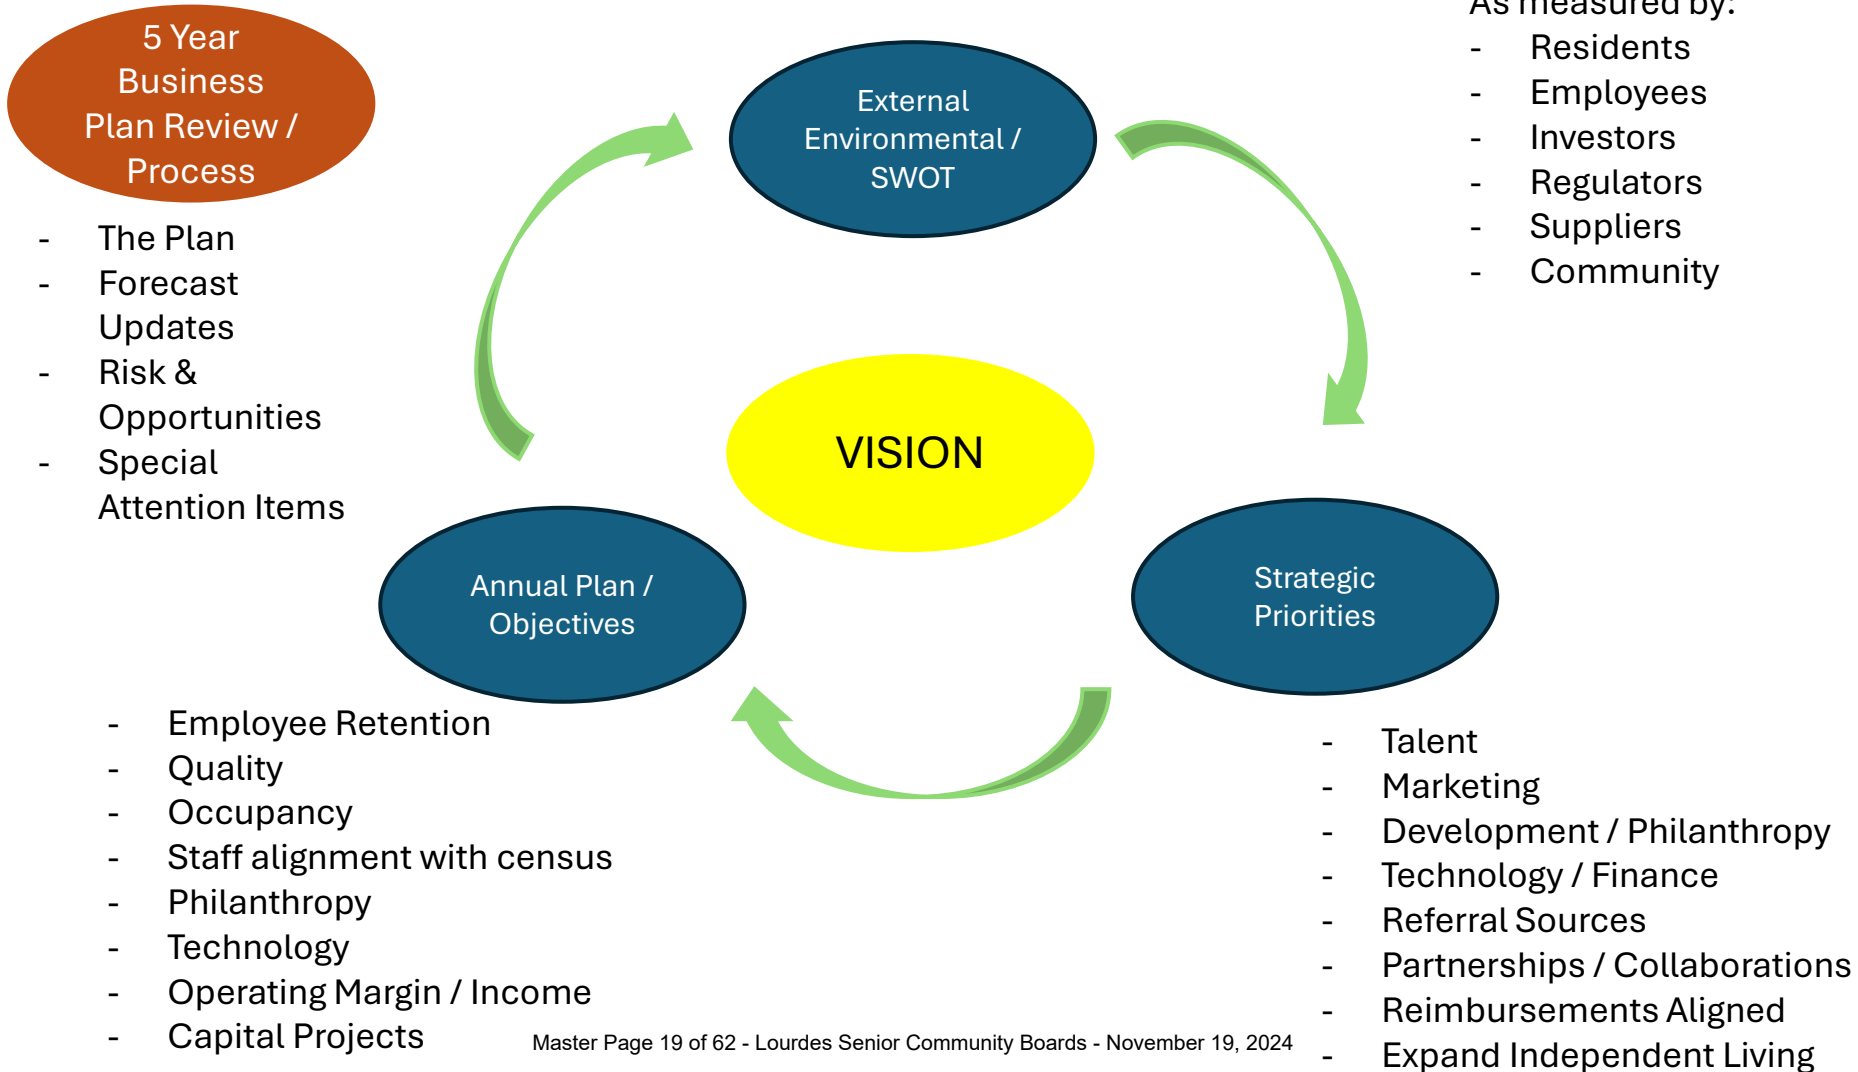 5 Year
Business
Plan Review /
Process
- The Plan
- Forecast
Updates
- Risk &
Opportunities
- Special
Attention Items
External
Environmental /
SWOT
As measured by:
- Residents
- Employees
- Investors
- Regulators
- Suppliers
- Community
VISION
Annual Plan /
Objectives
Strategic
Priorities
- Employee Retention
- Quality
- Occupancy
- Staff alignment with census
- Philanthropy
- Technology
- Operating Margin / Income
- Capital Projects
- Talent
- Marketing
- Development / Philanthropy
- Technology / Finance
- Referral Sources
- Partnerships / Collaborations
- Reimbursements Aligned
- Expand Independent Living
Master Page 19 of 62 - Lourdes Senior Community Boards - November 19, 2024